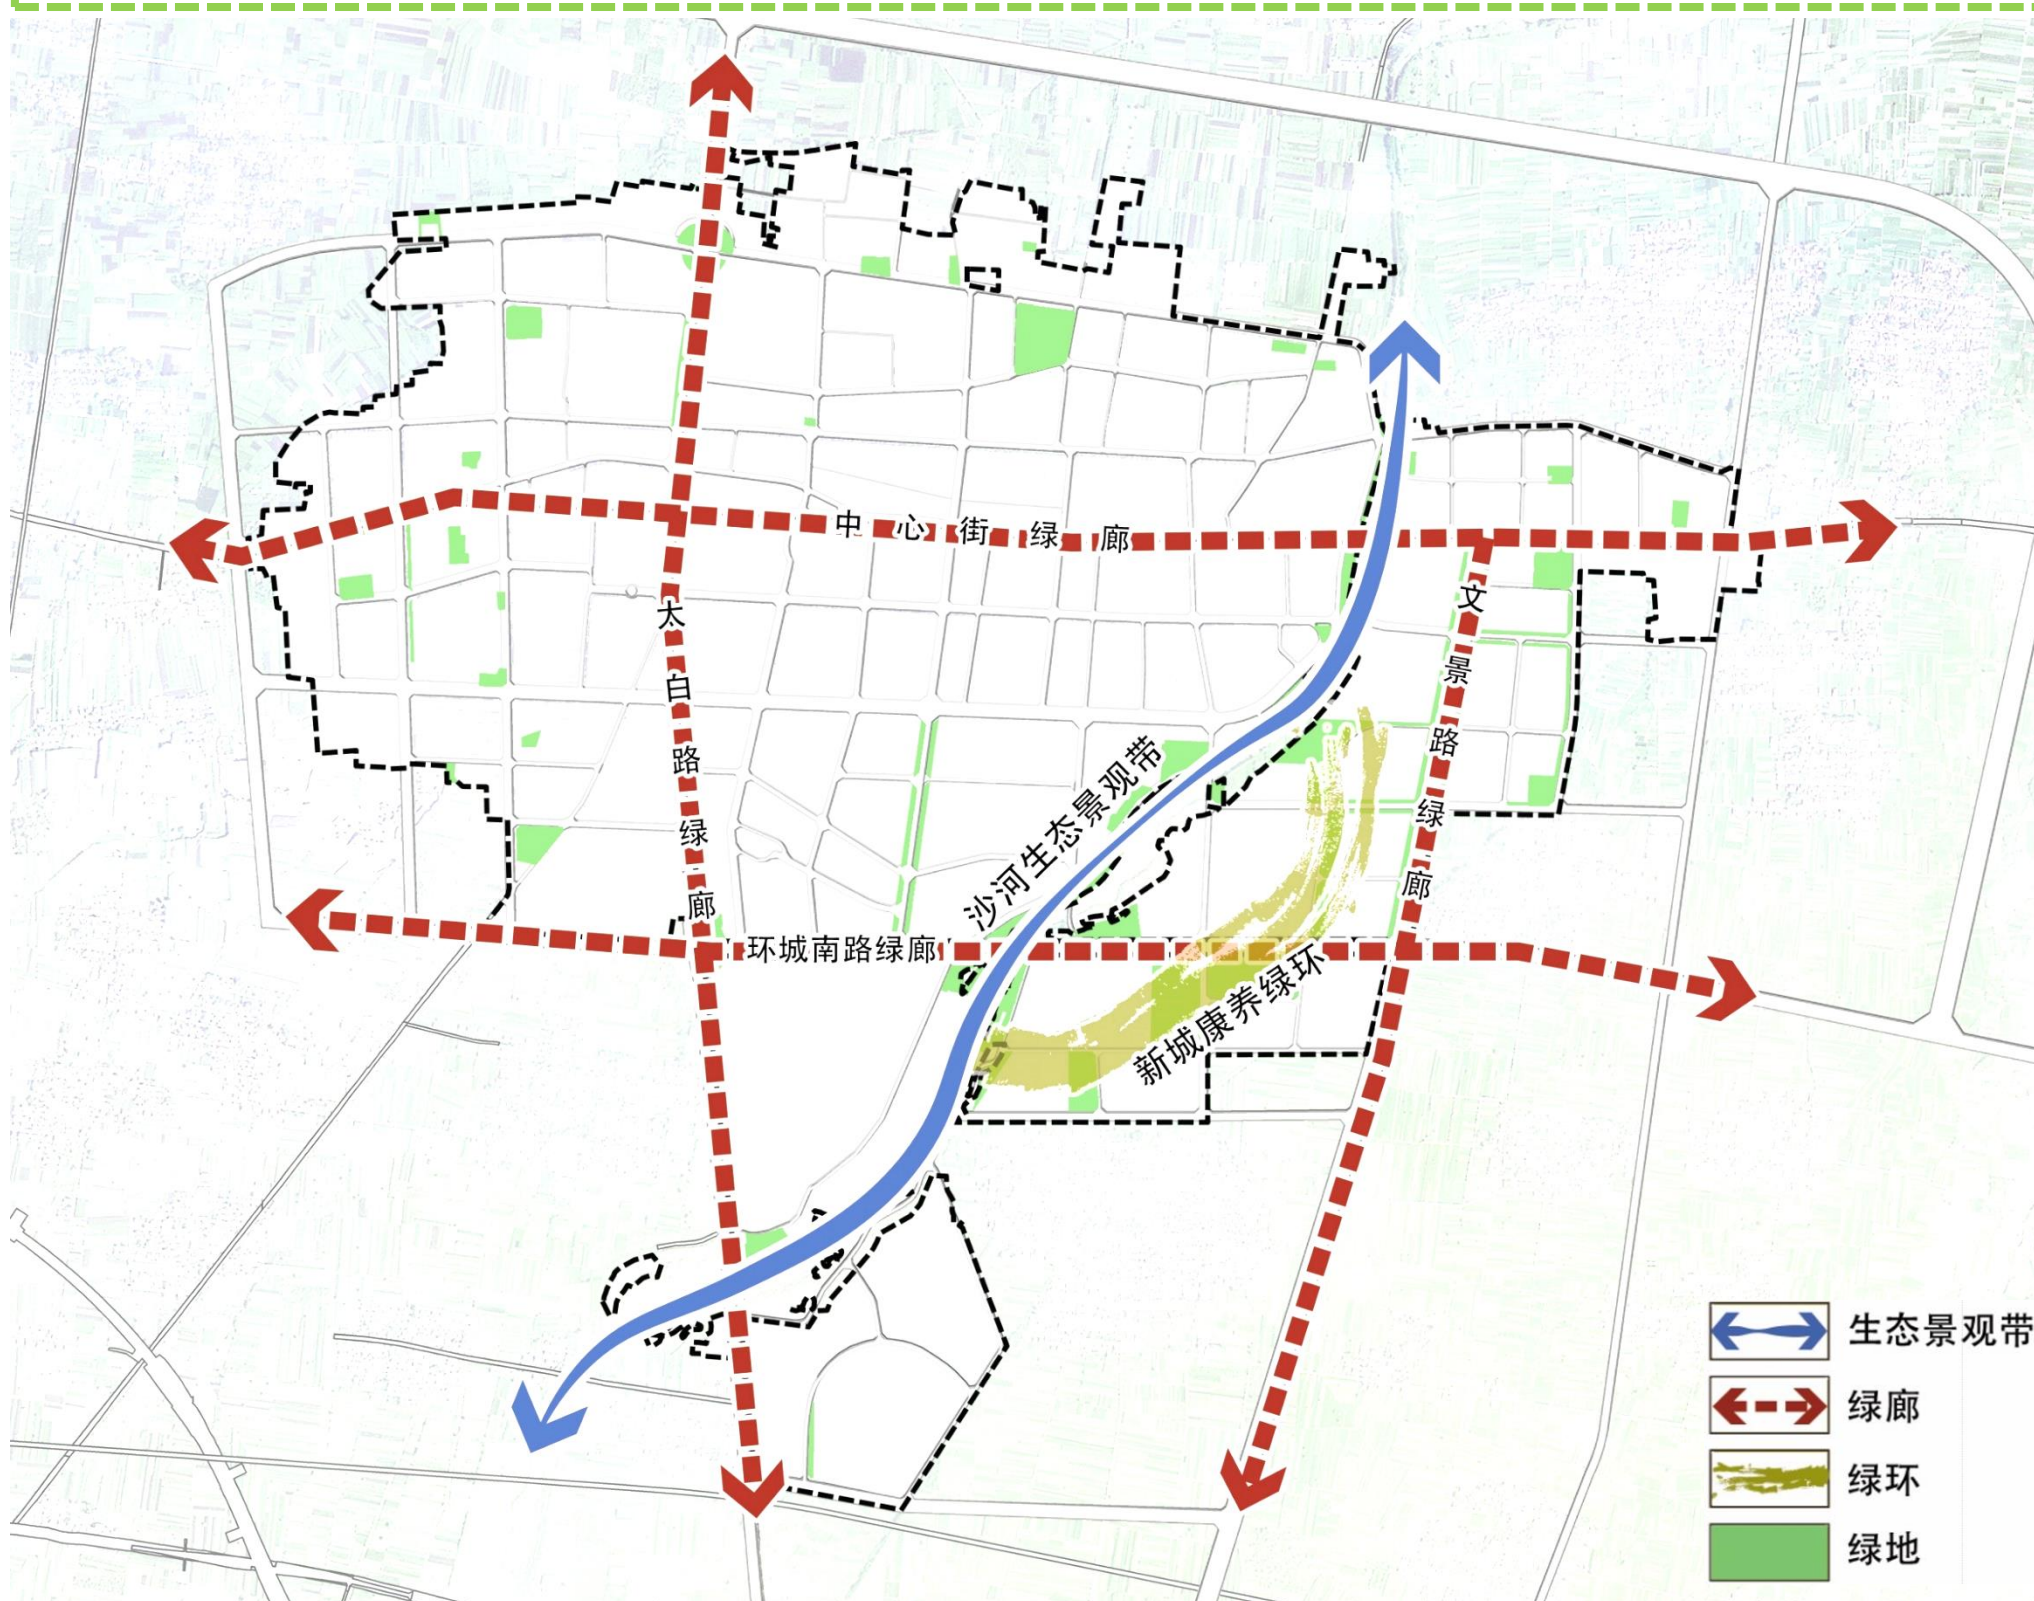 中心街绿廊
太白路绿廊
文景路绿廊
沙河生态景观带
环城南路绿廊
新城康养绿环
生态景观带
绿廊
绿环
绿地